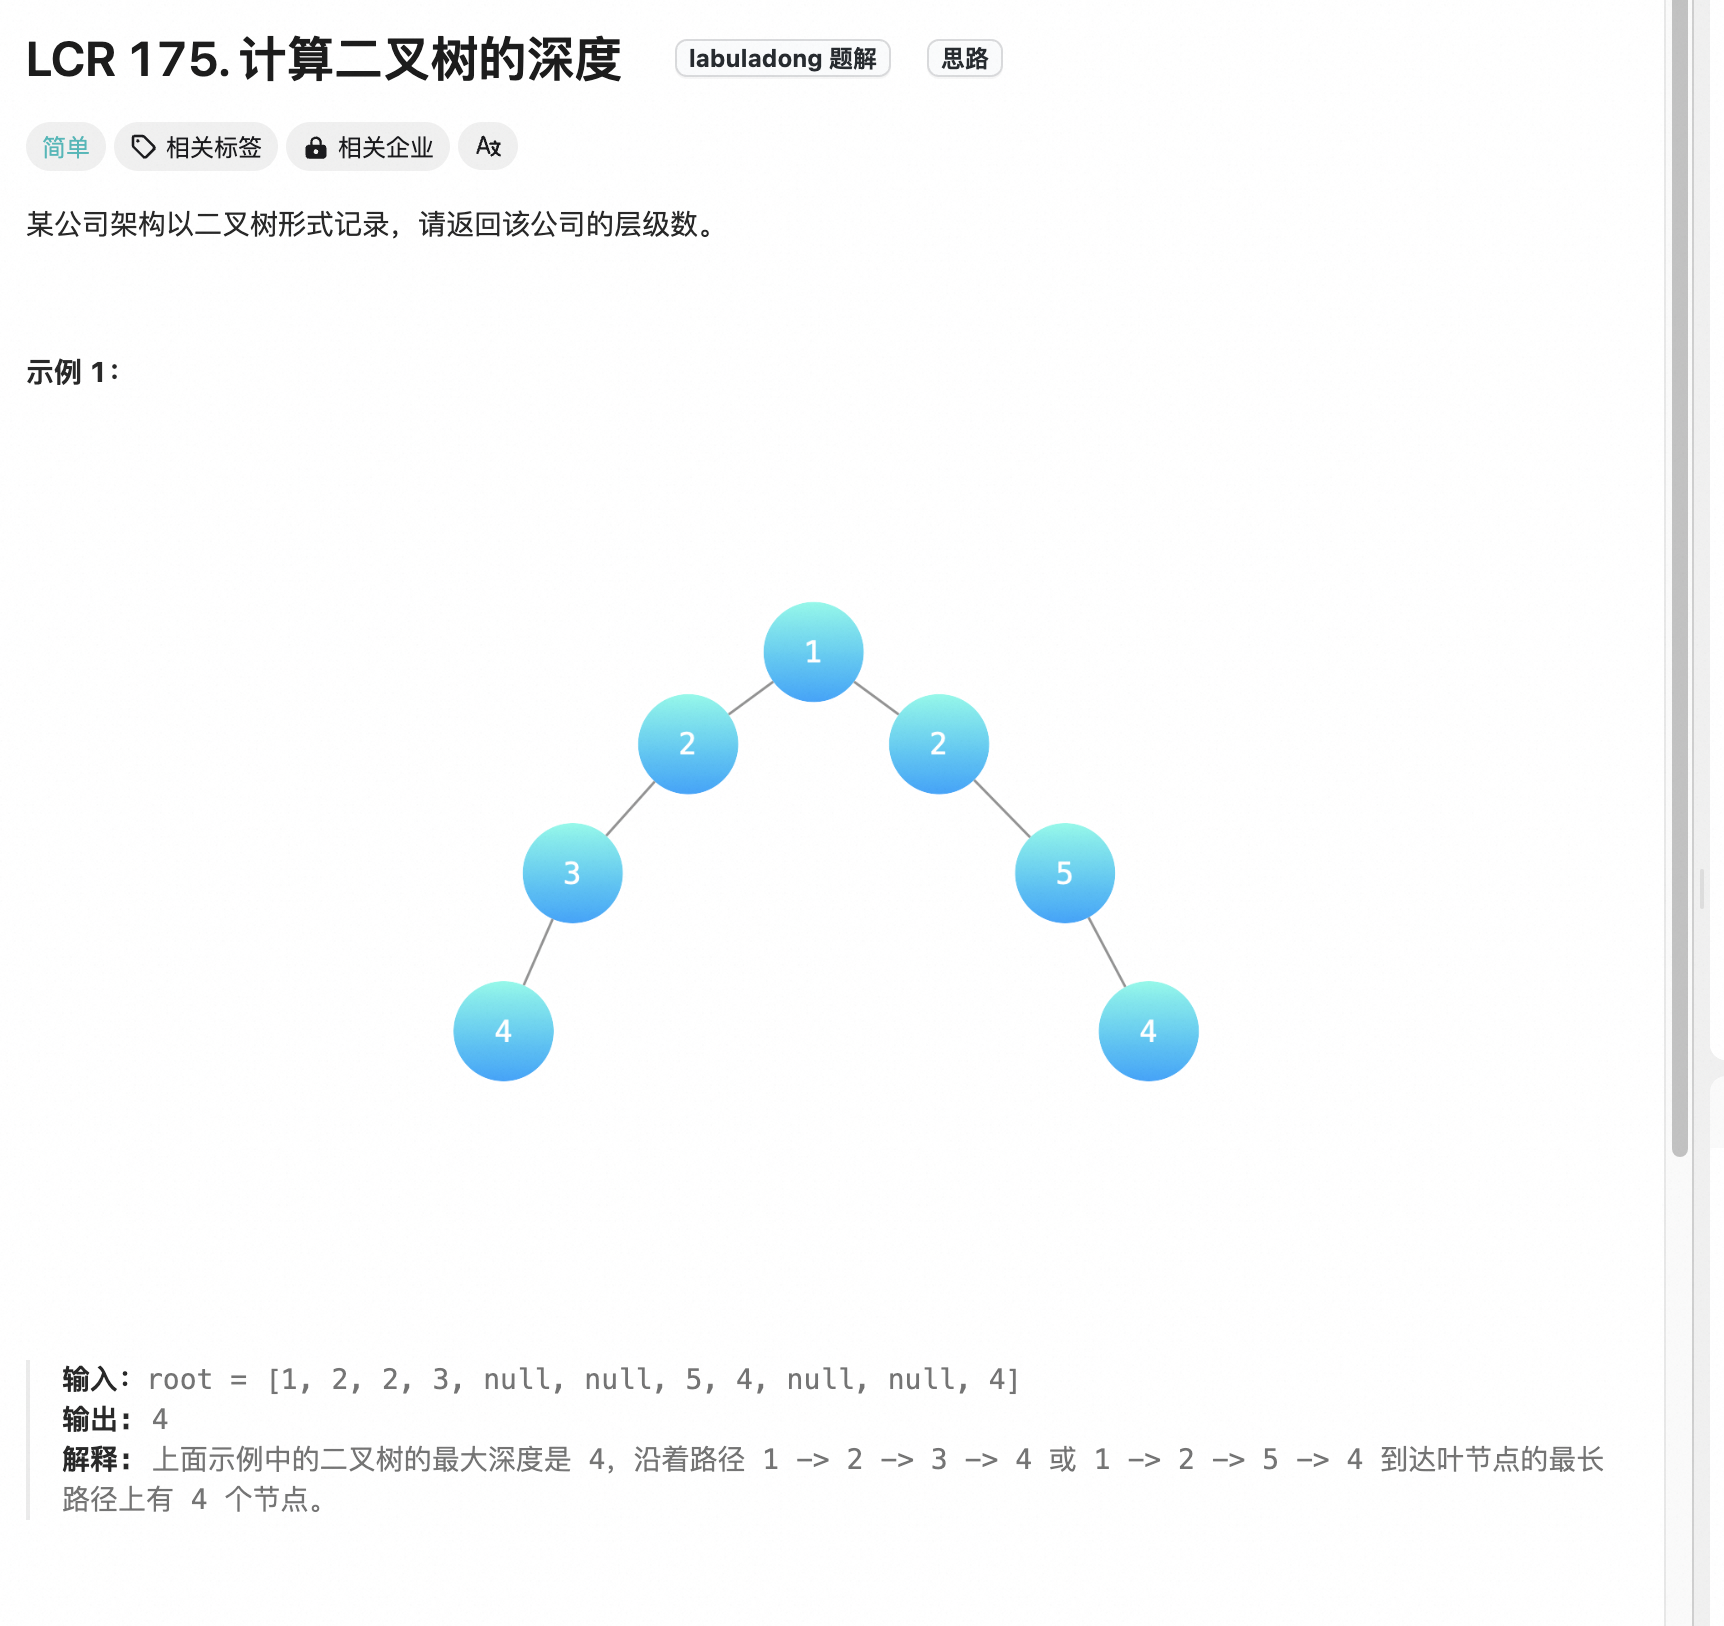 LCR 175. 计算二叉树的深度 labuladong 题解 思路
简单 相关标签 相关企业 A文
某公司架构以二叉树形式记录，请返回该公司的层级数。
示例 1：
1
2 2
3 5
4 4
输入：root = [1, 2, 2, 3, null, null, 5, 4, null, null, 4]
输出: 4
解释: 上面示例中的二叉树的最大深度是 4，沿着路径 1 -> 2 -> 3 -> 4 或 1 -> 2 -> 5 -> 4 到达叶节点的最长
路径上有 4 个节点。